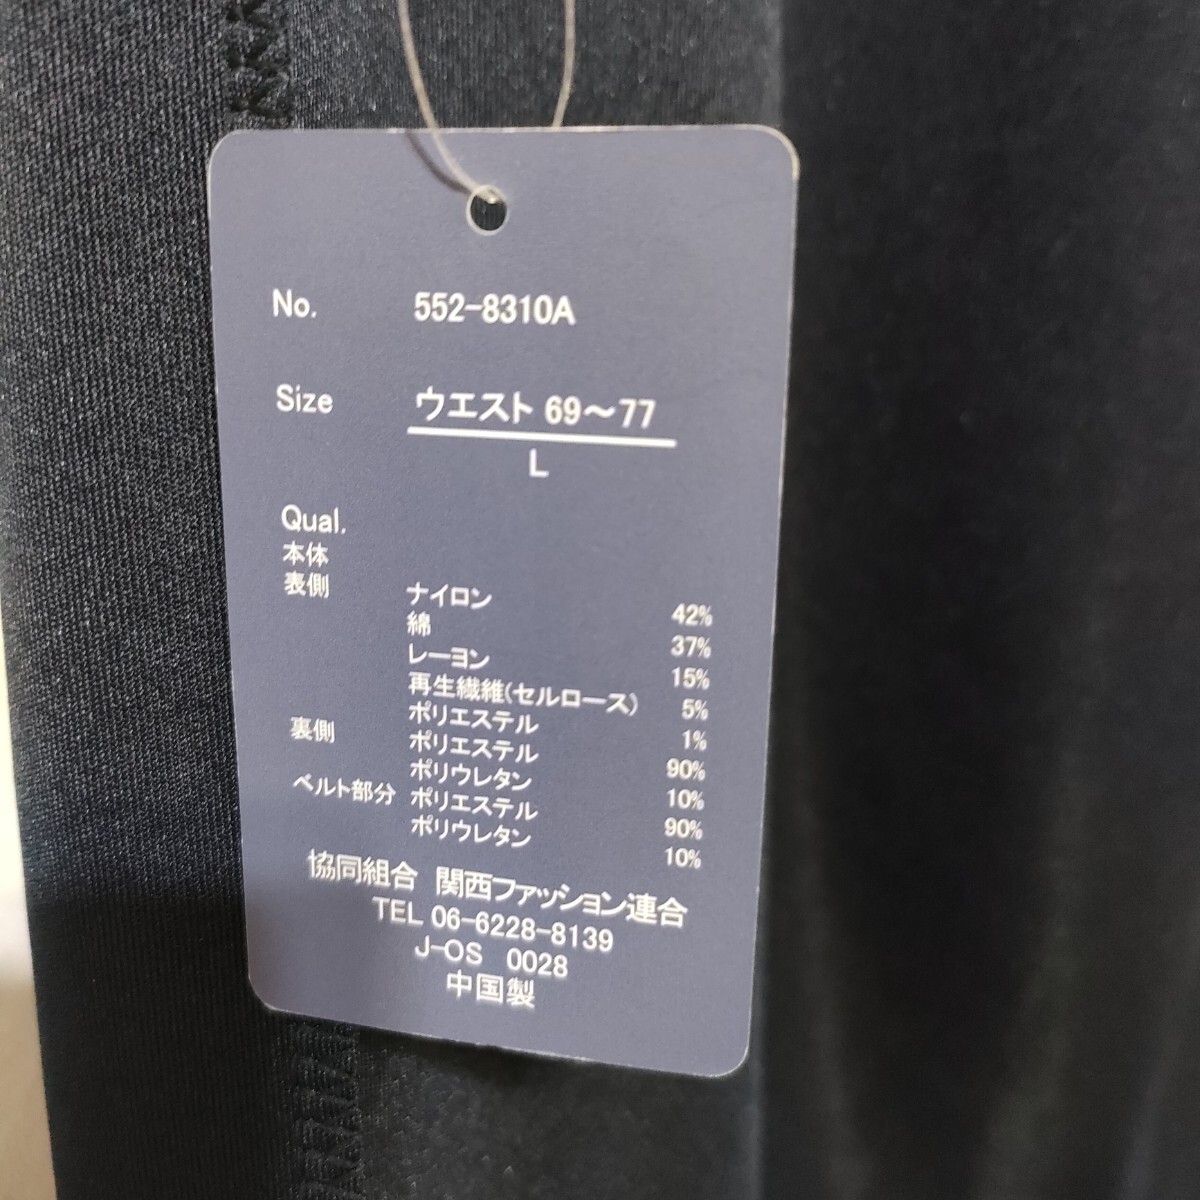 No. 552-8310A
Size ウエスト 69～77
L
Qual.
本体
表側 ナイロン 42%
綿 37%
レーヨン 15%
再生繊維(セルロース) 5%
ポリエステル 1%
裏側 ポリエステル 90%
ポリウレタン 10%
ベルト部分 ポリエステル 90%
ポリウレタン 10%
協同組合 関西ファッション連合
TEL 06-6228-8139
J-OS 0028
中国製